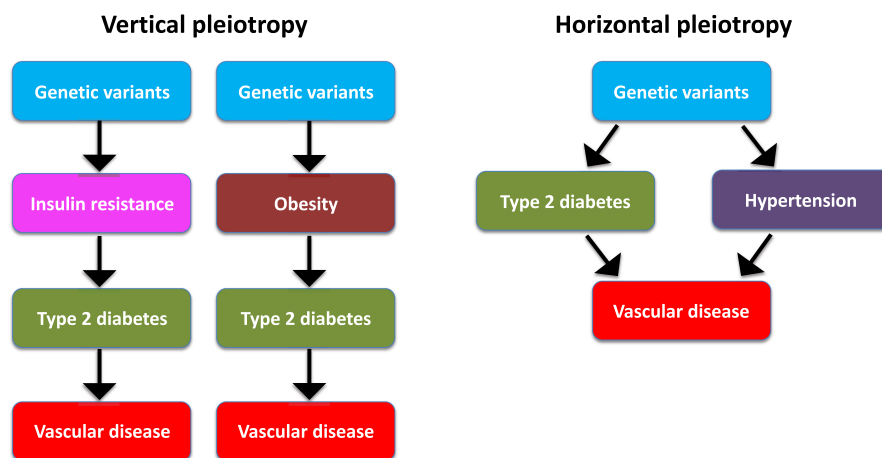 Vertical pleiotropy
Genetic variants
Insulin resistance
Type 2 diabetes
Vascular disease
Genetic variants
Obesity
Type 2 diabetes
Vascular disease
Horizontal pleiotropy
Genetic variants
Type 2 diabetes
Hypertension
Vascular disease